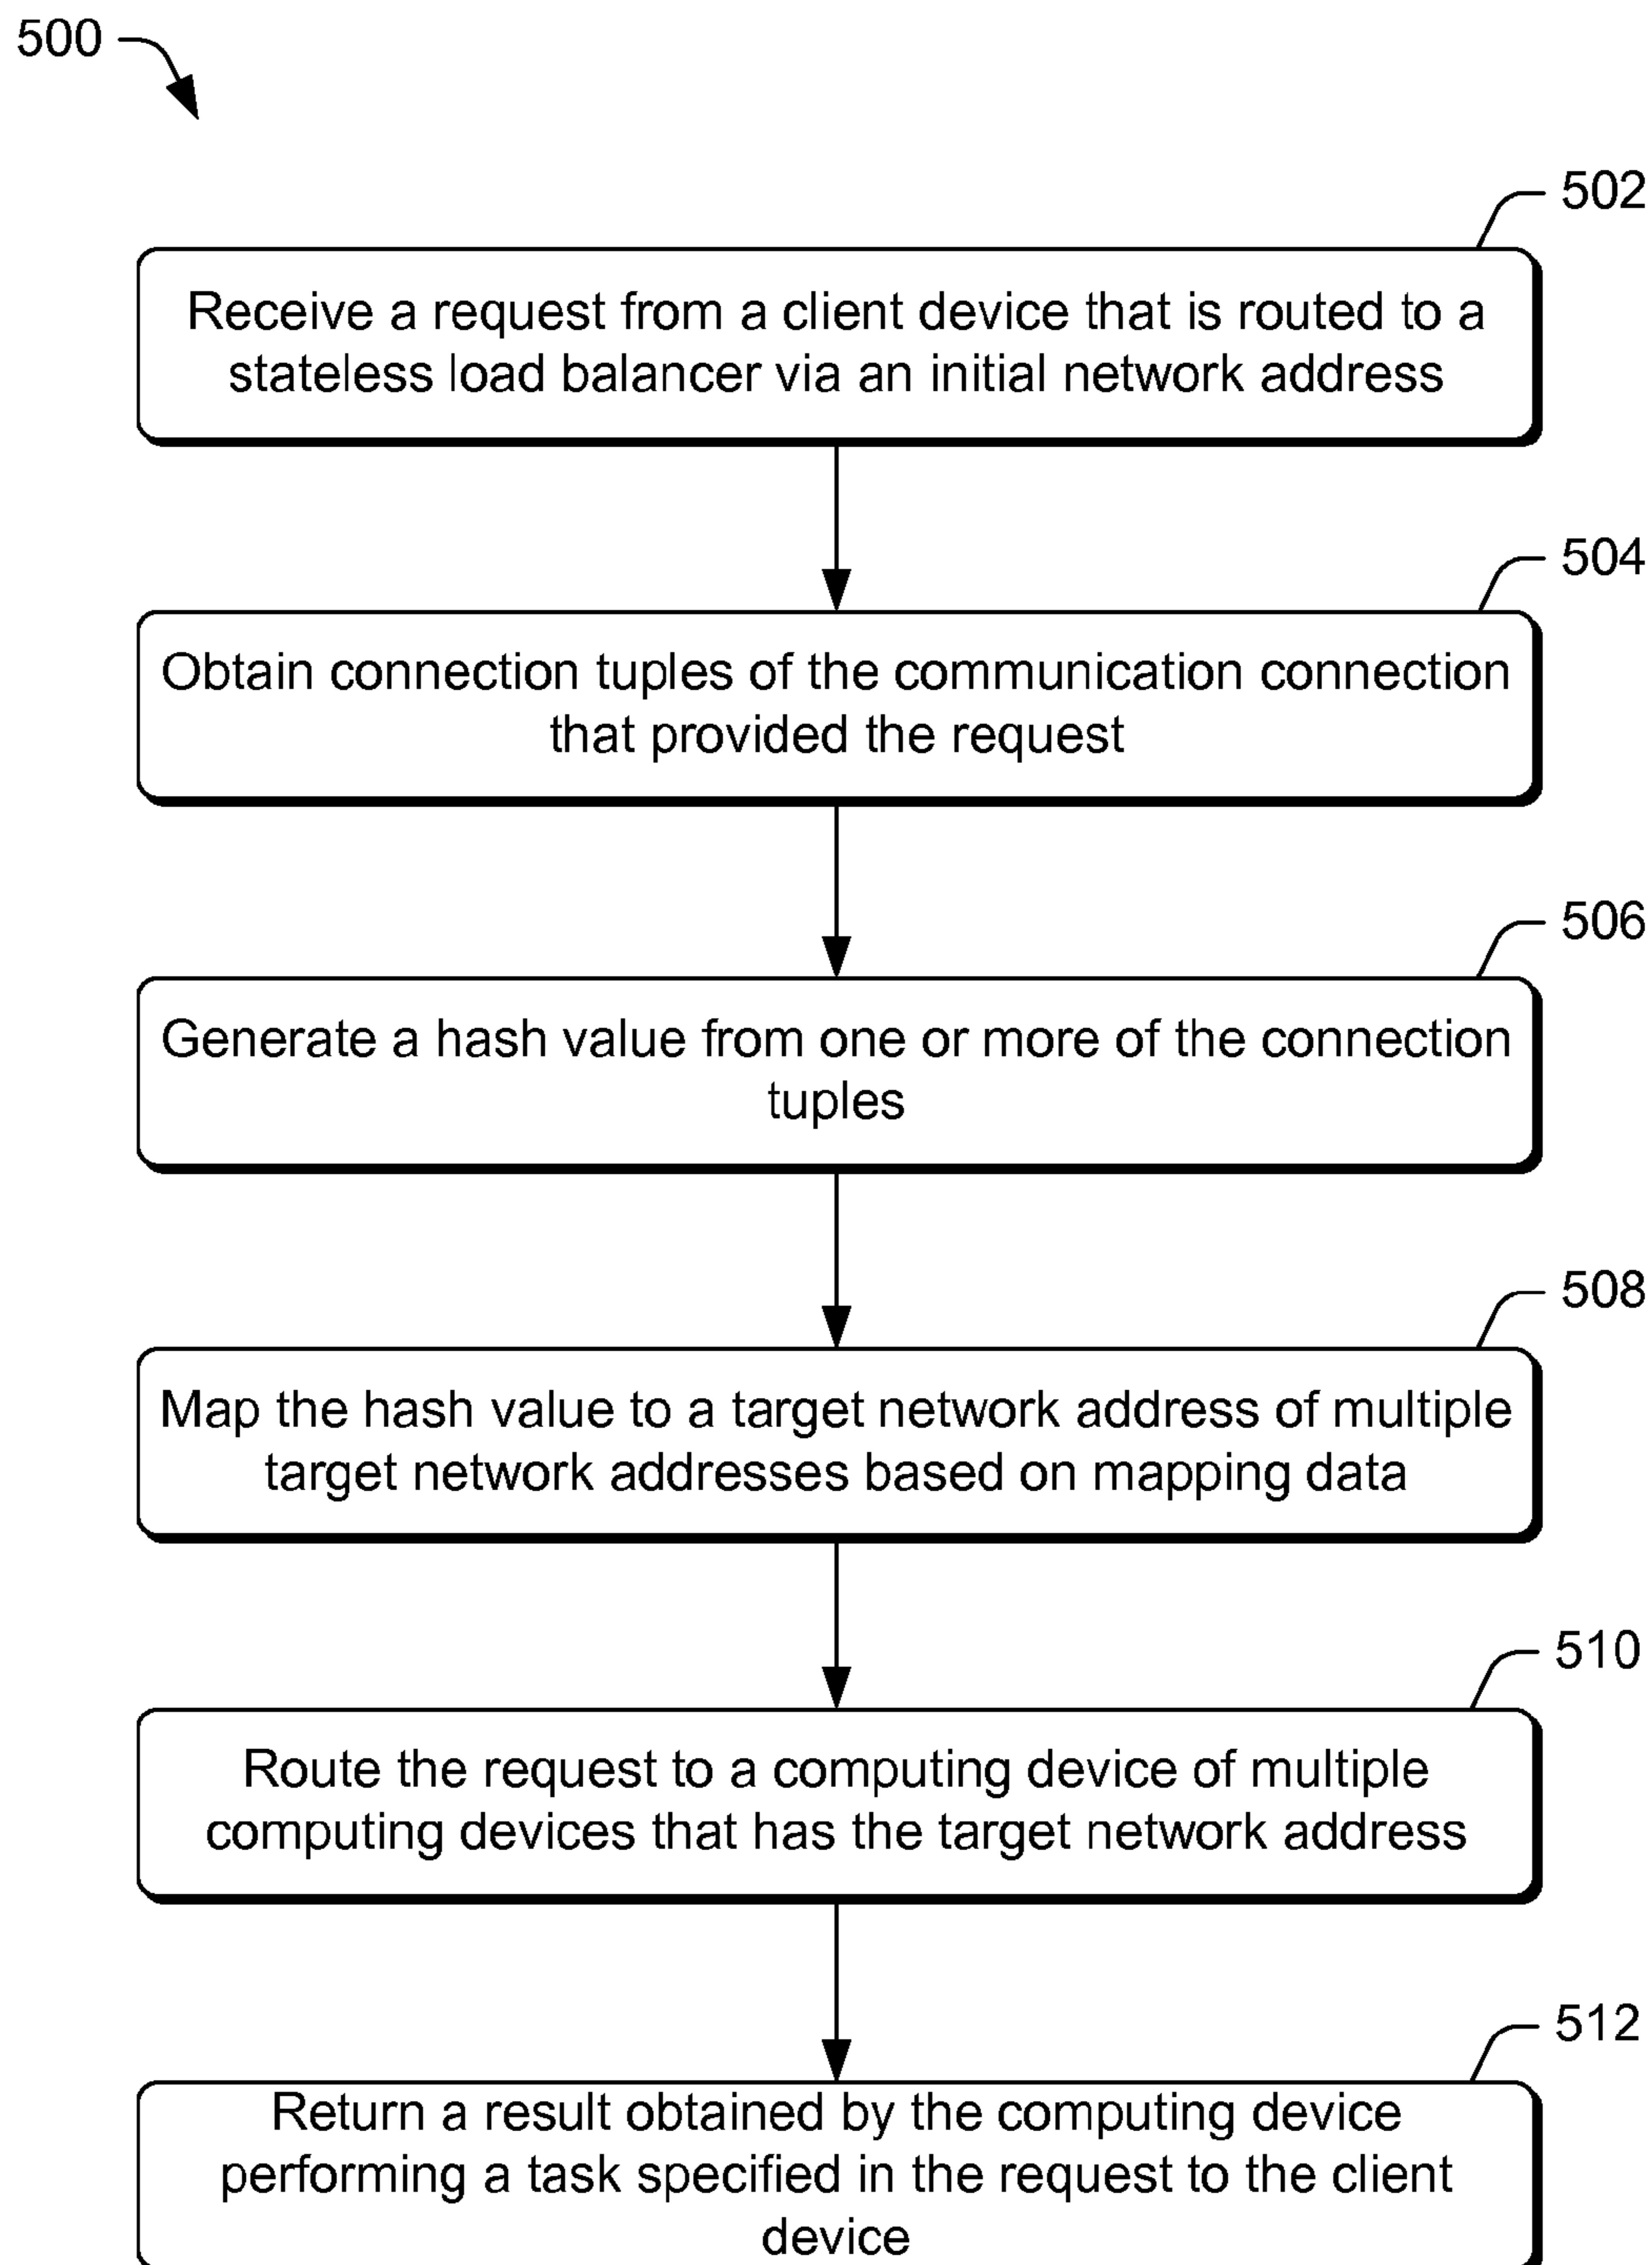 500
502
Receive a request from a client device that is routed to a
stateless load balancer via an initial network address
504
Obtain connection tuples of the communication connection
that provided the request
506
Generate a hash value from one or more of the connection
tuples
508
Map the hash value to a target network address of multiple
target network addresses based on mapping data
510
Route the request to a computing device of multiple
computing devices that has the target network address
512
Return a result obtained by the computing device
performing a task specified in the request to the client
device